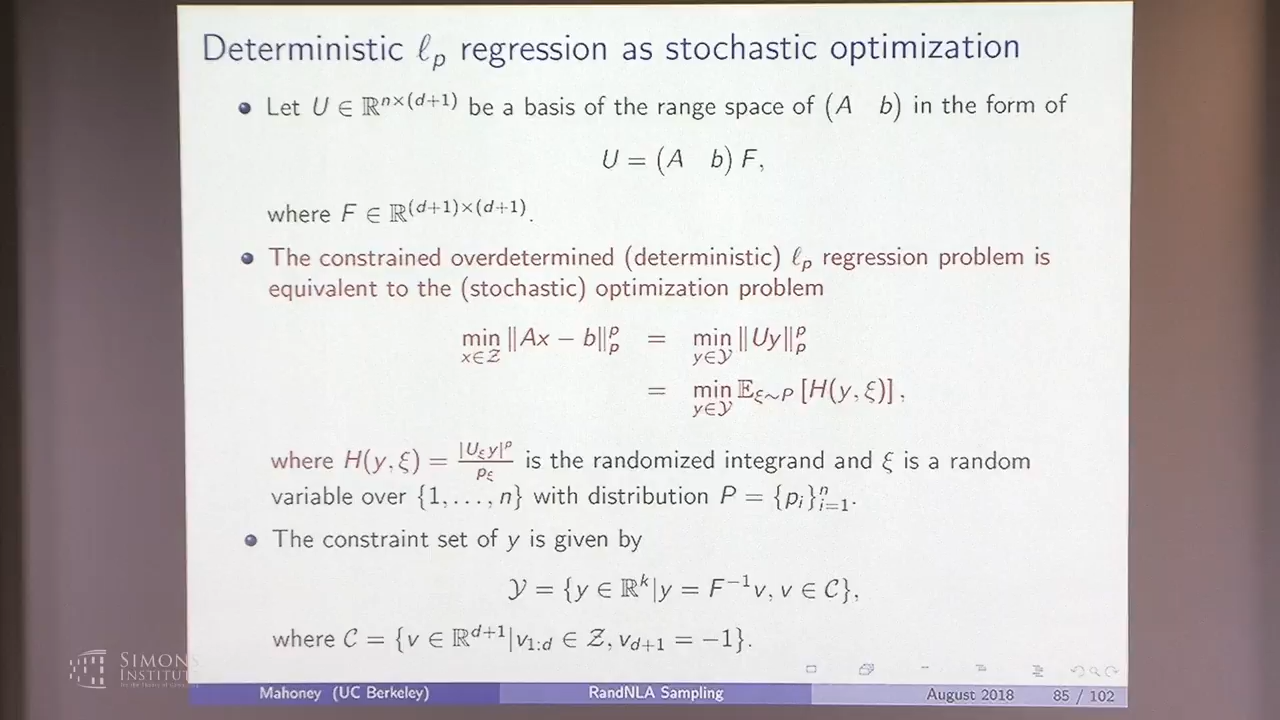 Deterministic ℓp regression as stochastic optimization
Let U ∈ ℝ^{n×(d+1)} be a basis of the range space of (A b) in the form of
U = (A b) F,
where F ∈ ℝ^{(d+1)×(d+1)}.
The constrained overdetermined (deterministic) ℓp regression problem is
equivalent to the (stochastic) optimization problem
min_{x∈𝒵} ‖Ax − b‖_p^p = min_{y∈𝒴} ‖Uy‖_p^p
= min_{y∈𝒴} 𝔼_{ξ∼P} [H(y, ξ)],
where H(y, ξ) = |U_ξ y|^p / p_ξ is the randomized integrand and ξ is a random
variable over {1, . . . , n} with distribution P = {p_i}_{i=1}^n.
The constraint set of y is given by
𝒴 = {y ∈ ℝ^k | y = F^{−1}v, v ∈ 𝒞},
where 𝒞 = {v ∈ ℝ^{d+1} | v_{1:d} ∈ 𝒵, v_{d+1} = −1}.
SIMONS
INSTITUTE
Mahoney (UC Berkeley) RandNLA Sampling August 2018 85 / 102